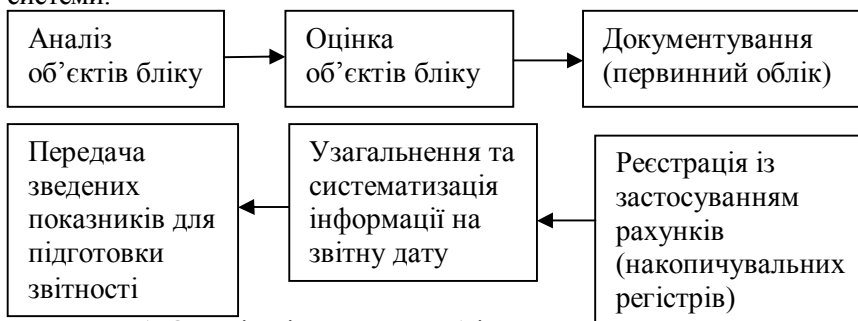 Аналіз
об’єктів бліку
Оцінка
об’єктів бліку
Документування
(первинний облік)
Передача
зведених
показників для
підготовки
звітності
Узагальнення та
систематизація
інформації на
звітну дату
Реєстрація із
застосуванням
рахунків
(накопичувальних
регістрів)